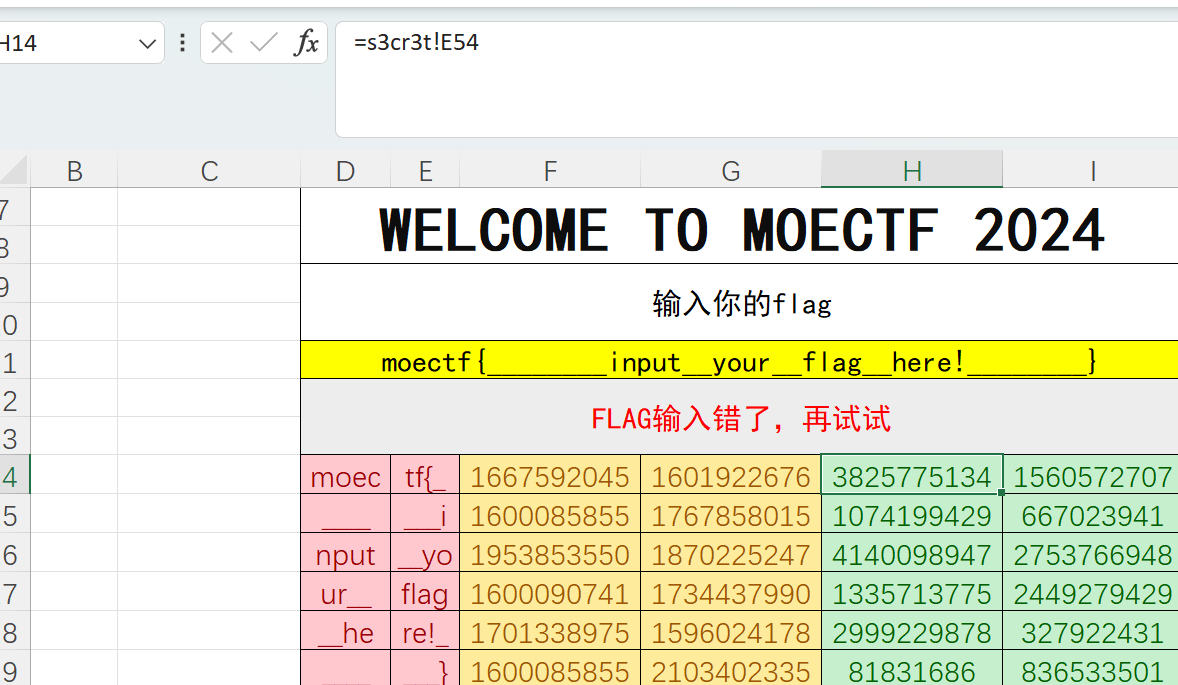 H14 fx =s3cr3t!E54
B C D E F G H I
7 WELCOME TO MOECTF 2024
8
9 输入你的flag
0
1 moectf{________input__your__flag__here!________}
2 FLAG输入错了，再试试
3
4 moec tf{_ 1667592045 1601922676 3825775134 1560572707
5 ____ ___i 1600085855 1767858015 1074199429 667023941
6 nput __yo 1953853550 1870225247 4140098947 2753766948
7 ur__ flag 1600090741 1734437990 1335713775 2449279429
8 __he re!_ 1701338975 1596024178 2999229878 327922431
9 ____ ___} 1600085855 2103402335 81831686 836533501